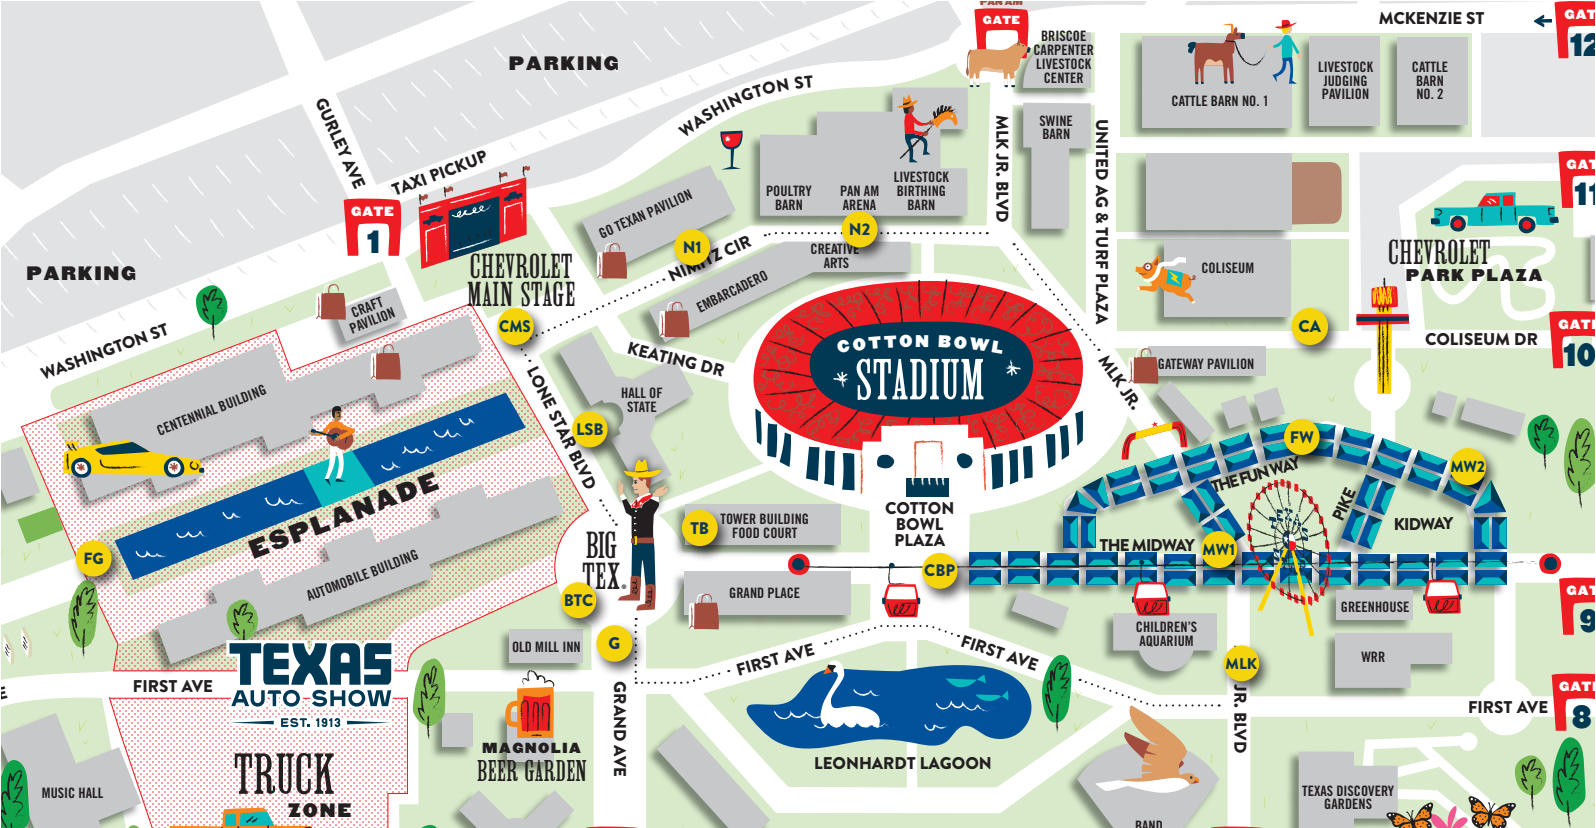 PAN AM
GATE
MCKENZIE ST
GAT
12
BRISCOE
CARPENTER
LIVESTOCK
CENTER
PARKING
LIVESTOCK
JUDGING
PAVILION
CATTLE
BARN
NO. 2
CATTLE BARN NO. 1
WASHINGTON ST
GURLEY AVE
SWINE
BARN
MLK JR. BLVD
UNITED AG & TURF PLAZA
TAXI PICKUP
POULTRY
BARN
PAN AM
ARENA
LIVESTOCK
BIRTHING
BARN
GAT
11
GATE
1
GO TEXAN PAVILION
N1
N2
NIMITZ CIR
CREATIVE
ARTS
EMBARCADERO
CHEVROLET
MAIN STAGE
CHEVROLET
PARK PLAZA
COLISEUM
PARKING
CRAFT
PAVILION
CMS
CA
COLISEUM DR
GAT
10
WASHINGTON ST
KEATING DR
COTTON BOWL
STADIUM
MLK JR.
GATEWAY PAVILION
CENTENNIAL BUILDING
HALL OF
STATE
LONE STAR BLVD
LSB
FW
MW2
THE FUN WAY
PIKE
KIDWAY
ESPLANADE
TB
TOWER BUILDING
FOOD COURT
COTTON
BOWL
PLAZA
THE MIDWAY
MW1
FG
BIG
TEX
AUTOMOBILE BUILDING
CBP
BTC
GRAND PLACE
GREENHOUSE
GAT
9
CHILDREN'S
AQUARIUM
OLD MILL INN
G
FIRST AVE
FIRST AVE
WRR
MLK
JR. BLVD
TEXAS
AUTO SHOW
EST. 1913
FIRST AVE
E
GRAND AVE
FIRST AVE
GAT
8
MAGNOLIA
BEER GARDEN
LEONHARDT LAGOON
TRUCK
ZONE
MUSIC HALL
TEXAS DISCOVERY
GARDENS
BAND